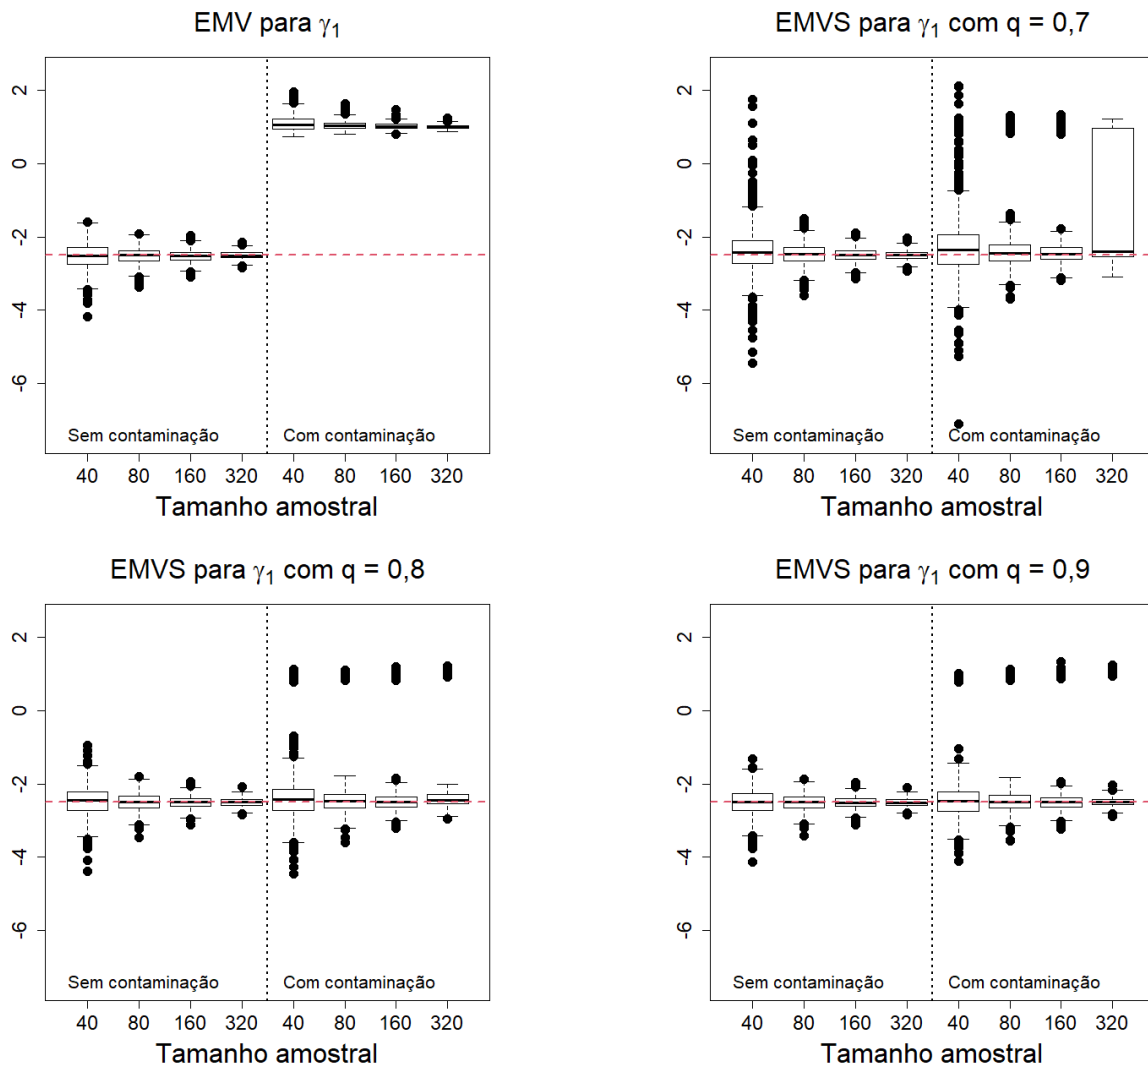 EMV para γ1
2
0
-2
-4
-6
Sem contaminação
Com contaminação
40 80 160 320 40 80 160 320
Tamanho amostral
EMVS para γ1 com q = 0,7
2
0
-2
-4
-6
Sem contaminação
Com contaminação
40 80 160 320 40 80 160 320
Tamanho amostral
EMVS para γ1 com q = 0,8
2
0
-2
-4
-6
Sem contaminação
Com contaminação
40 80 160 320 40 80 160 320
Tamanho amostral
EMVS para γ1 com q = 0,9
2
0
-2
-4
-6
Sem contaminação
Com contaminação
40 80 160 320 40 80 160 320
Tamanho amostral